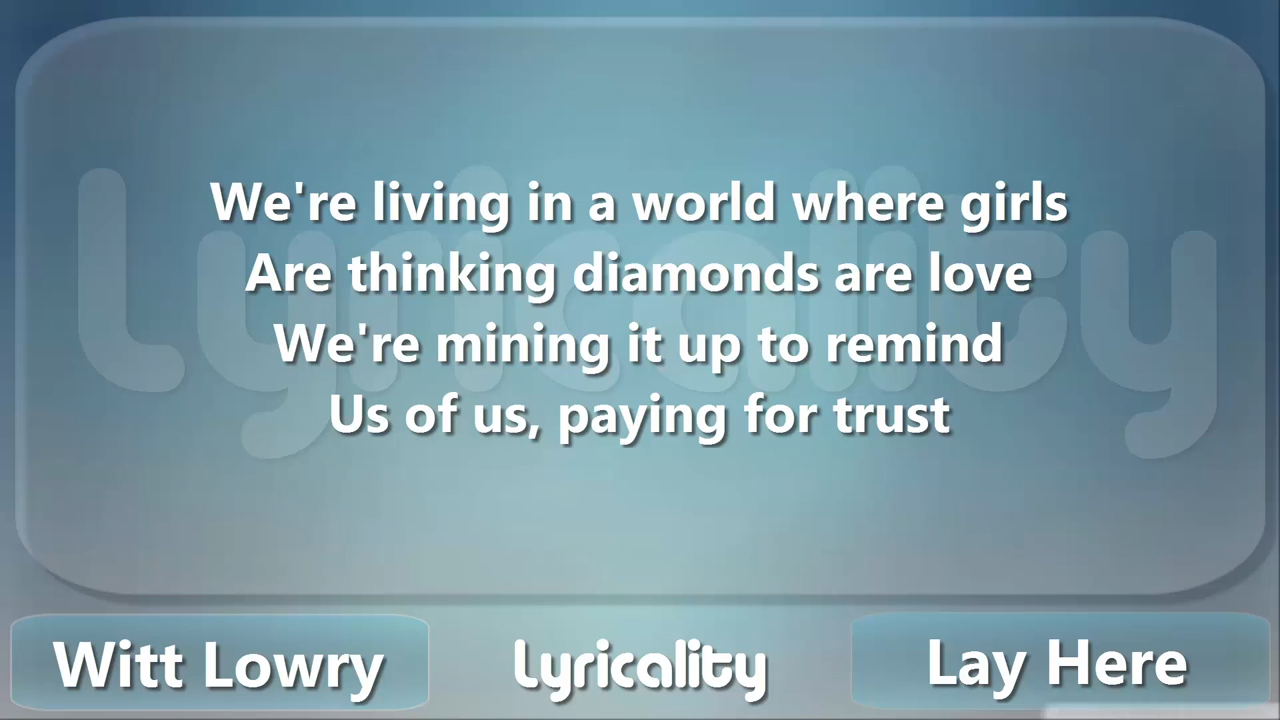 We're living in a world where girls
Are thinking diamonds are love
We're mining it up to remind
Us of us, paying for trust
Lyricality
Witt Lowry
Lyricality
Lay Here